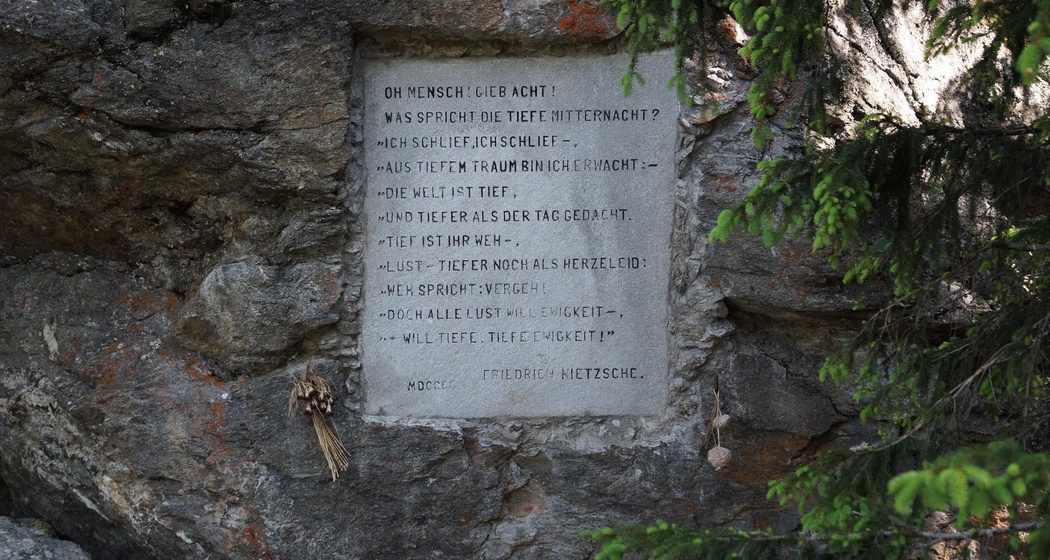 OH MENSCH! GIEB ACHT!
WAS SPRICHT DIE TIEFE MITTERNACHT?
„ICH SCHLIEF, ICH SCHLIEF –,
„AUS TIEFEM TRAUM BIN ICH ERWACHT: –
„DIE WELT IST TIEF,
„UND TIEFER ALS DER TAG GEDACHT.
„TIEF IST IHR WEH –,
„LUST – TIEFER NOCH ALS HERZELEID:
„WEH SPRICHT: VERGEH!
„DOCH ALLE LUST WILL EWIGKEIT –,
„– WILL TIEFE, TIEFE EWIGKEIT!”
FRIEDRICH NIETZSCHE.